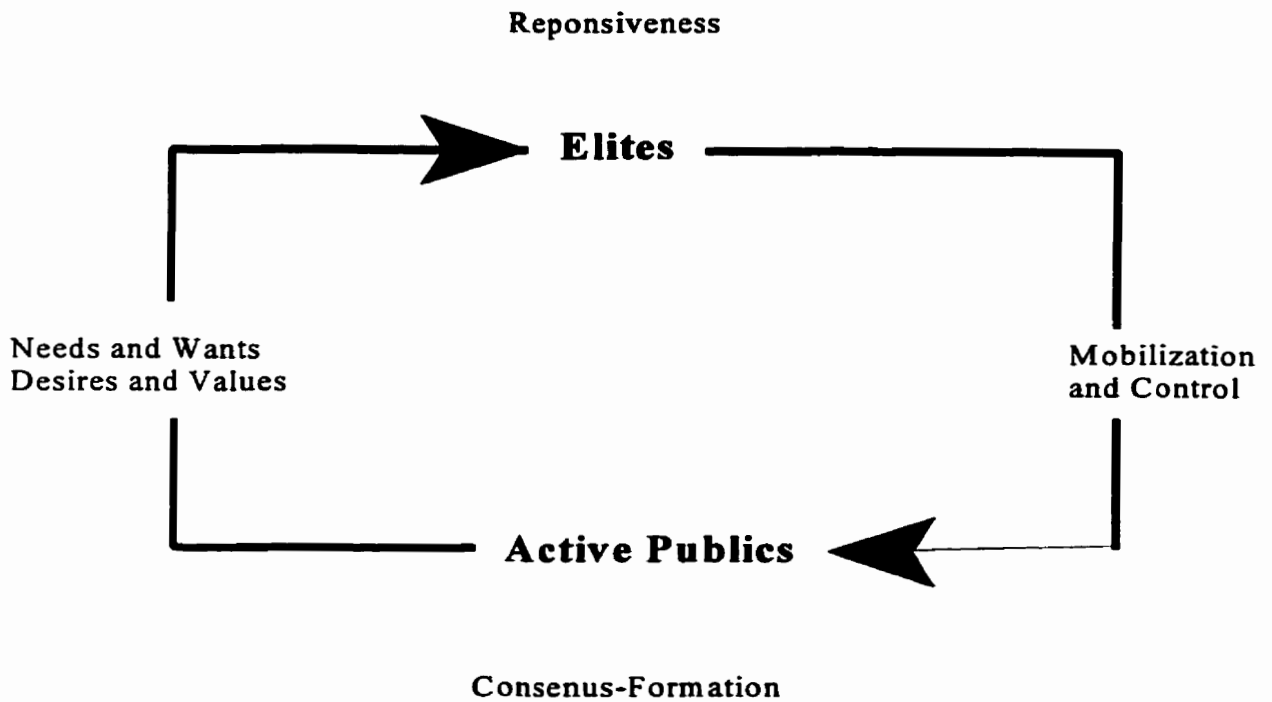 Reponsiveness
Elites
Needs and Wants
Desires and Values
Mobilization
and Control
Active Publics
Consenus-Formation